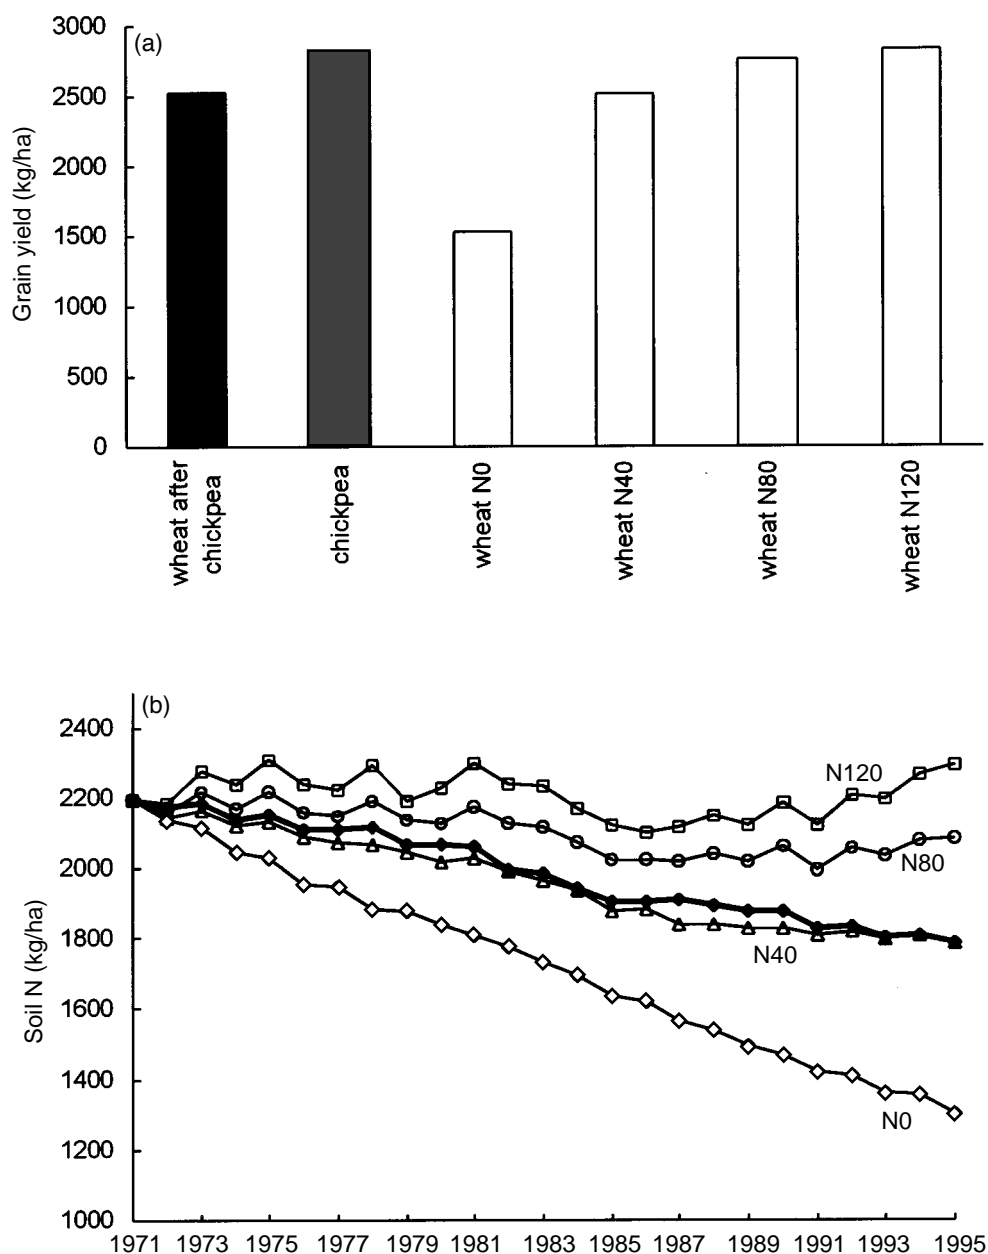 (a)
3000
2500
2000
1500
1000
500
0
Grain yield (kg/ha)
wheat after
chickpea
chickpea
wheat N0
wheat N40
wheat N80
wheat N120
(b)
2400
2200
2000
1800
1600
1400
1200
1000
Soil N (kg/ha)
N120
N80
N40
N0
1971 1973 1975 1977 1979 1981 1983 1985 1987 1989 1991 1993 1995